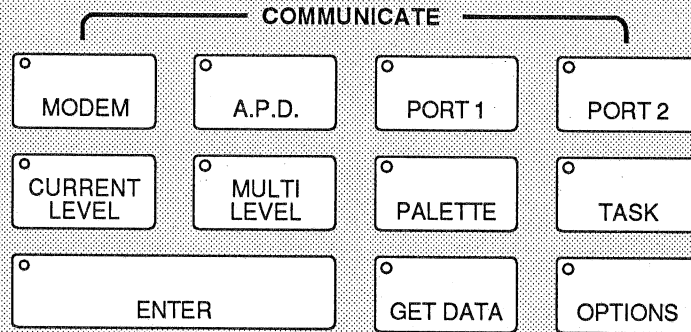 COMMUNICATE
MODEM
A.P.D.
PORT 1
PORT 2
CURRENT
LEVEL
MULTI
LEVEL
PALETTE
TASK
ENTER
GET DATA
OPTIONS